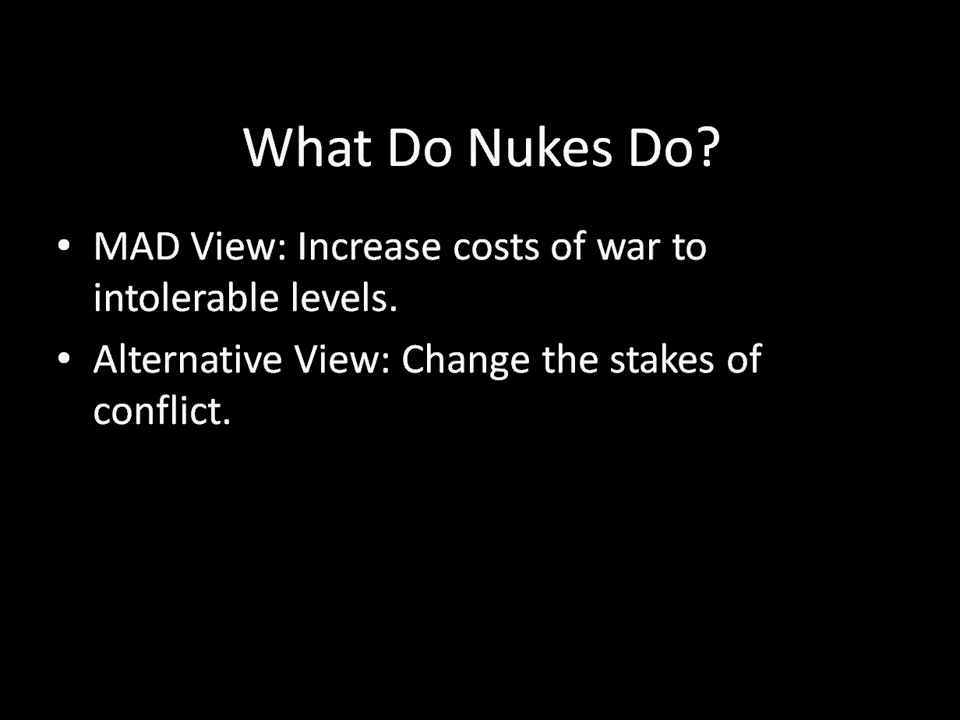 What Do Nukes Do?
• MAD View: Increase costs of war to
intolerable levels.
• Alternative View: Change the stakes of
conflict.